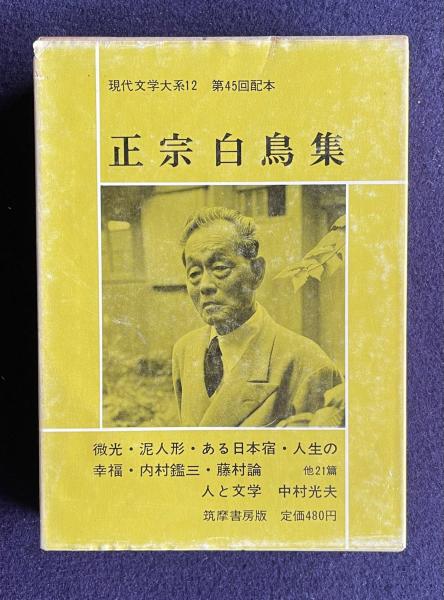 現代文学大系12 第45回配本
正宗白鳥集
微光・泥人形・ある日本宿・人生の
幸福・内村鑑三・藤村論 他21篇
人と文学 中村光夫
筑摩書房版 定価480円